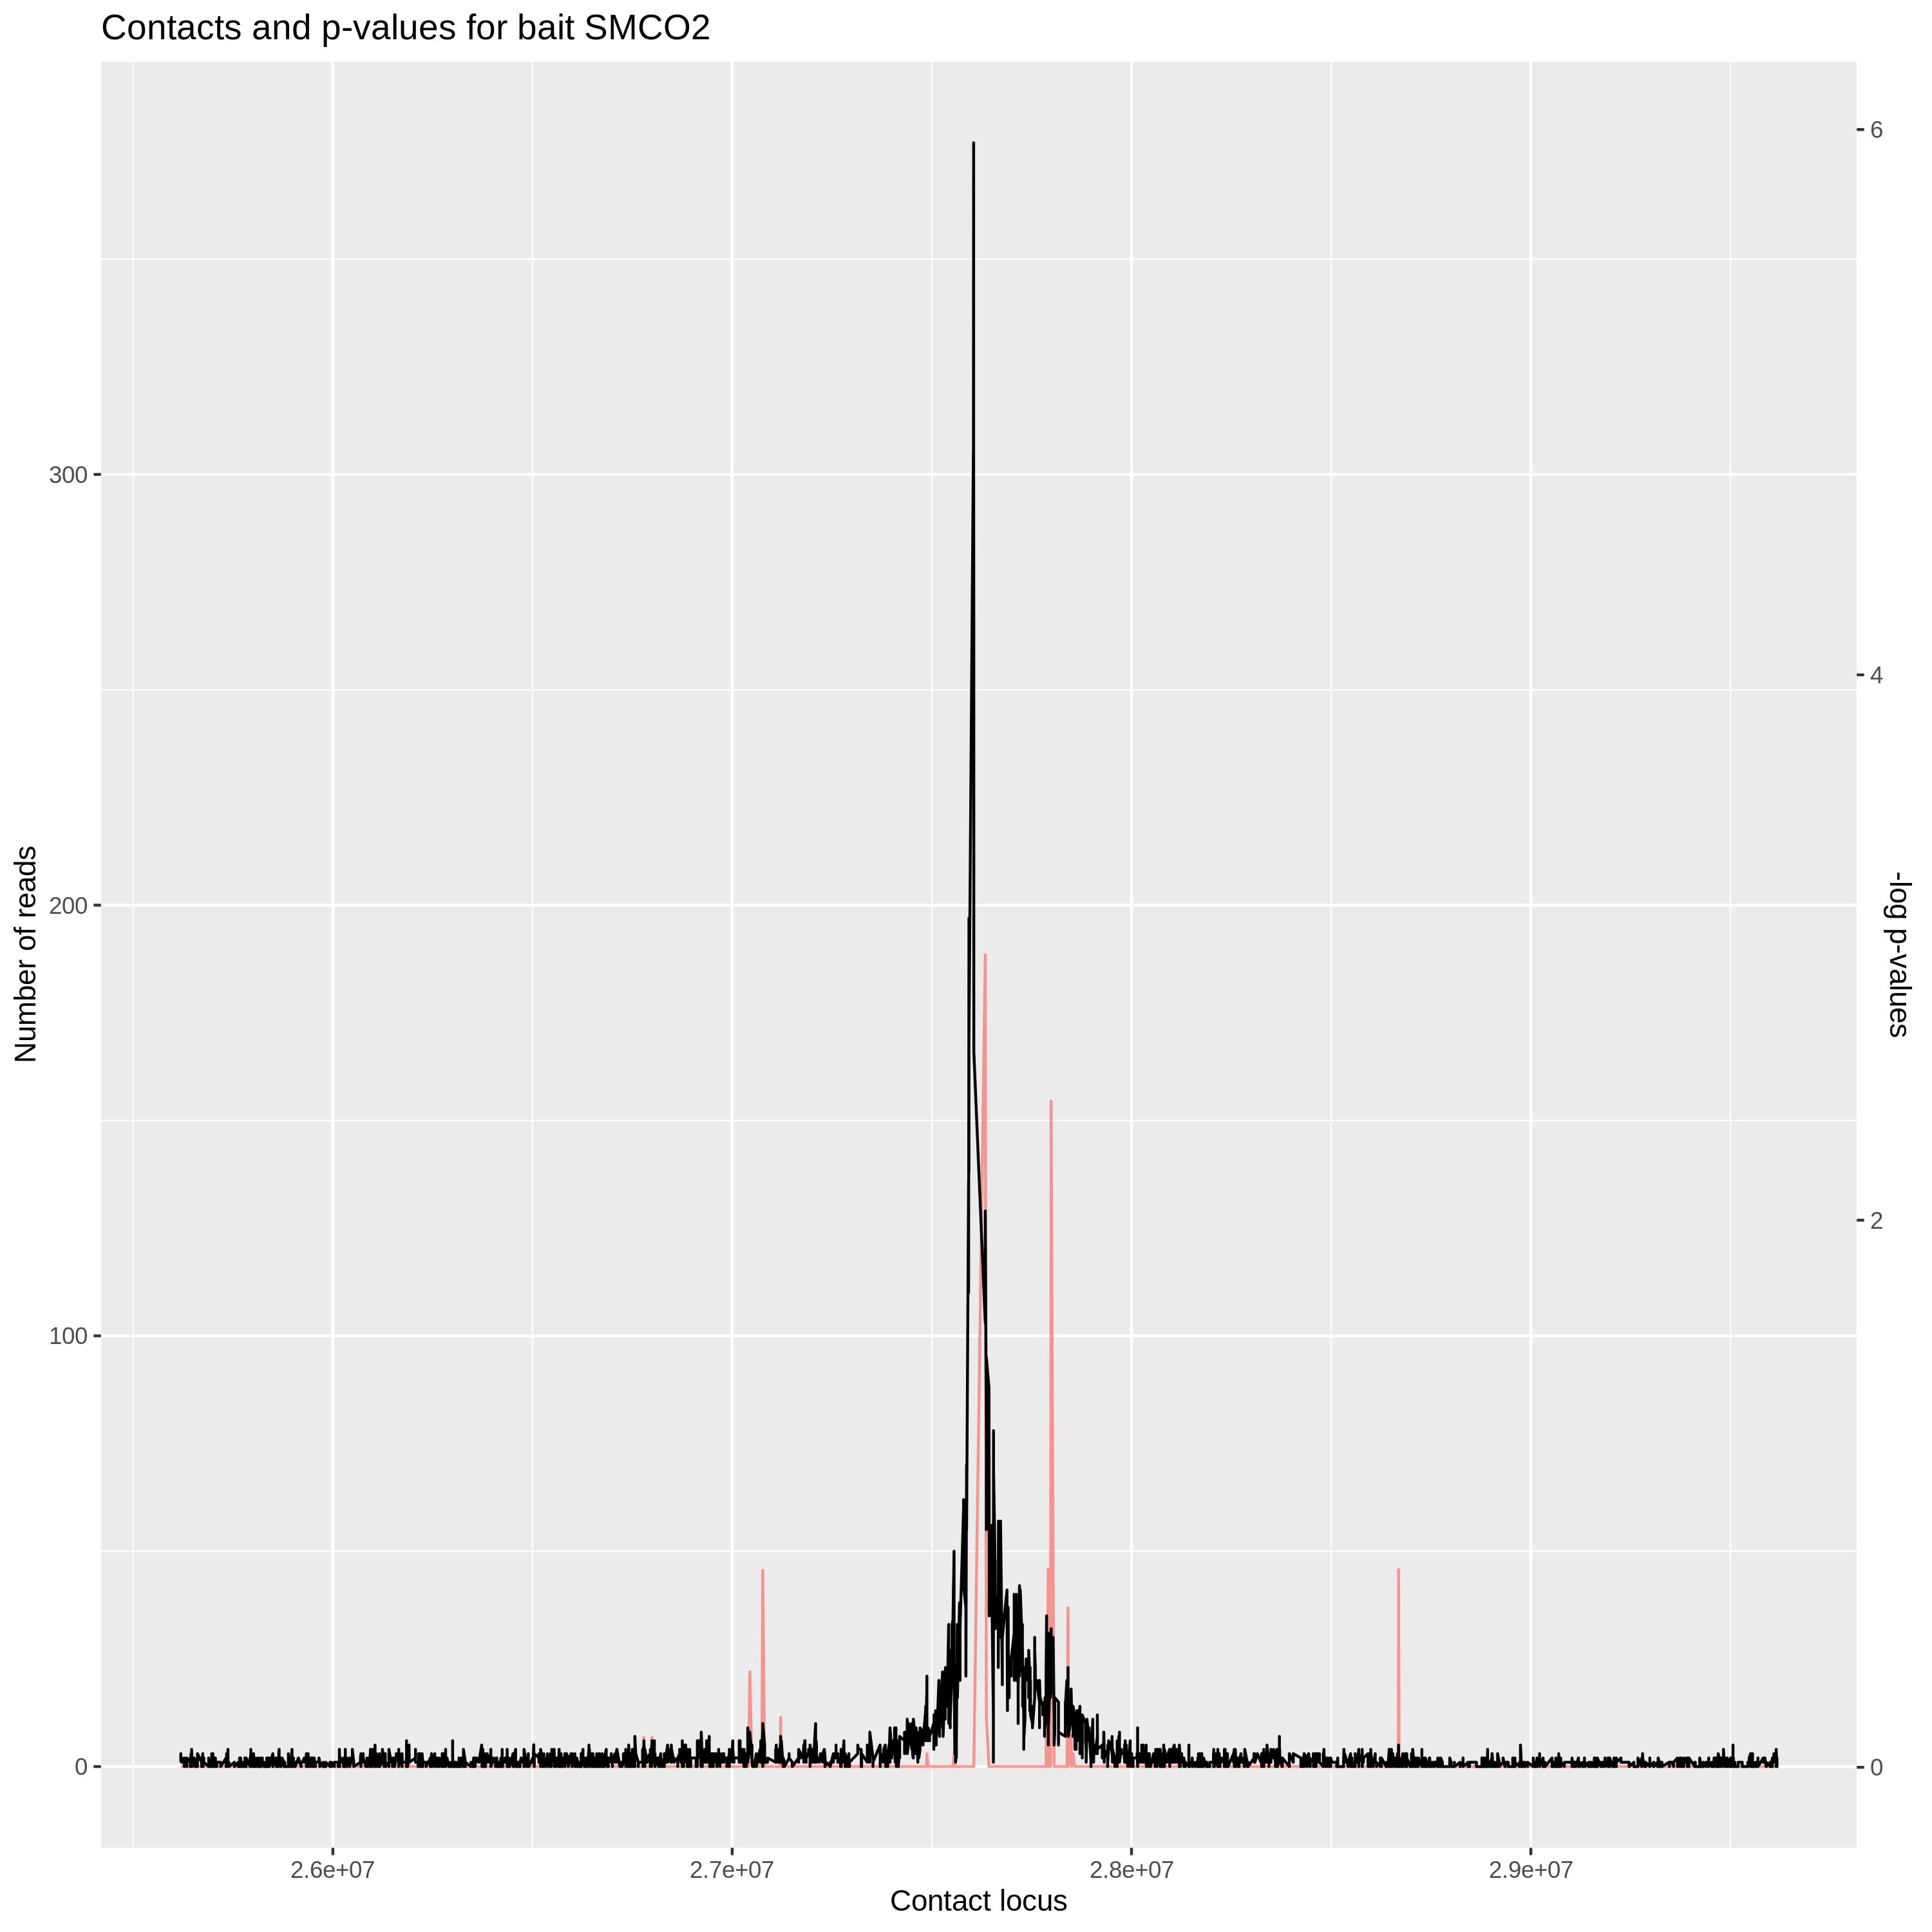 Contacts and p-values for bait SMCO2
6
300
4
200
Number of reads
-log p-values
2
100
0
0
2.6e+07
2.7e+07
2.8e+07
2.9e+07
Contact locus